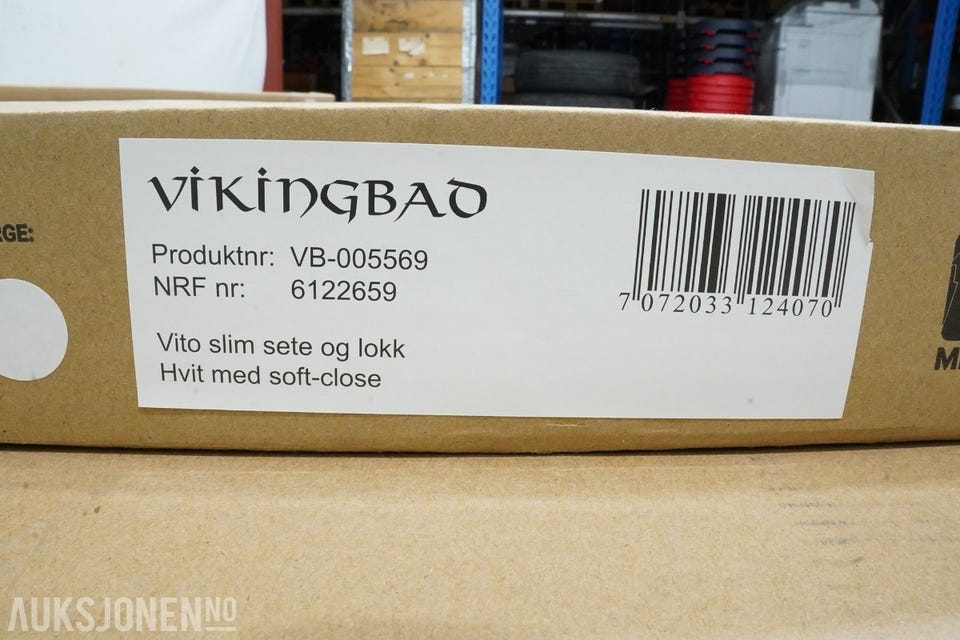 VIKINGBAD
Produktnr: VB-005569
NRF nr: 6122659
Vito slim sete og lokk
Hvit med soft-close
7 072033 124070
RGE:
AUKSJONEN.NO